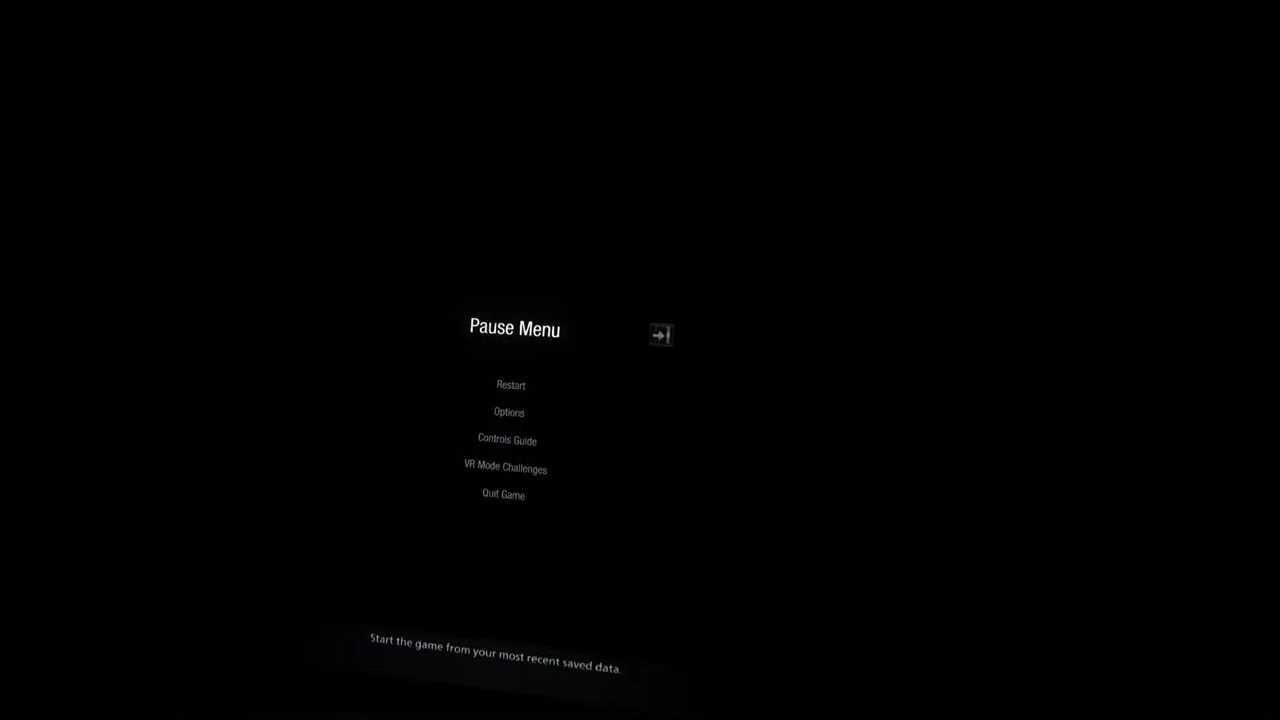 Pause Menu
Restart
Options
Controls Guide
VR Mode Challenges
Quit Game
Start the game from your most recent saved data.